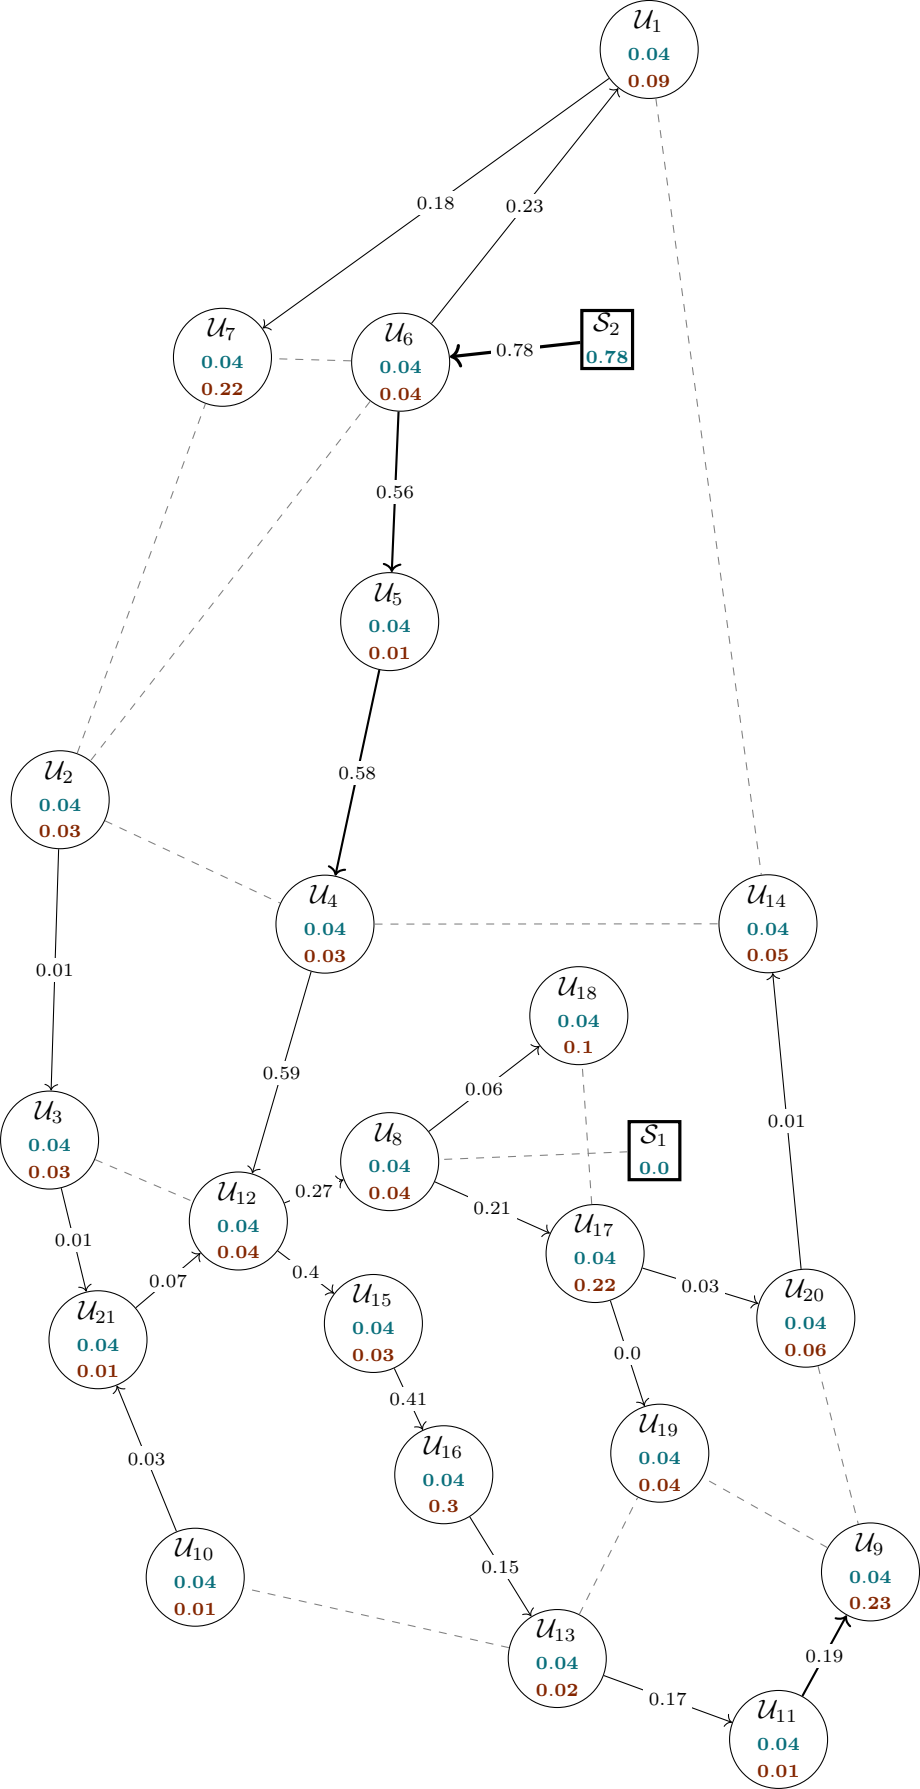 𝒰₁
0.04
0.09
0.18
0.23
𝒰₇
0.04
0.22
𝒰₆
0.04
0.04
0.78
𝒮₂
0.78
0.56
𝒰₅
0.04
0.01
0.58
𝒰₂
0.04
0.03
𝒰₄
0.04
0.03
𝒰₁₄
0.04
0.05
0.01
𝒰₁₈
0.04
0.1
0.59
0.06
0.01
𝒰₃
0.04
0.03
𝒰₈
0.04
0.04
𝒮₁
0.0
𝒰₁₂
0.04
0.04
0.27
0.21
𝒰₁₇
0.04
0.22
0.01
0.07
0.4
0.03
𝒰₂₀
0.04
0.06
𝒰₂₁
0.04
0.01
𝒰₁₅
0.04
0.03
0.0
0.41
𝒰₁₉
0.04
0.04
𝒰₁₆
0.04
0.3
0.03
𝒰₁₀
0.04
0.01
0.15
𝒰₉
0.04
0.23
𝒰₁₃
0.04
0.02
0.19
0.17
𝒰₁₁
0.04
0.01